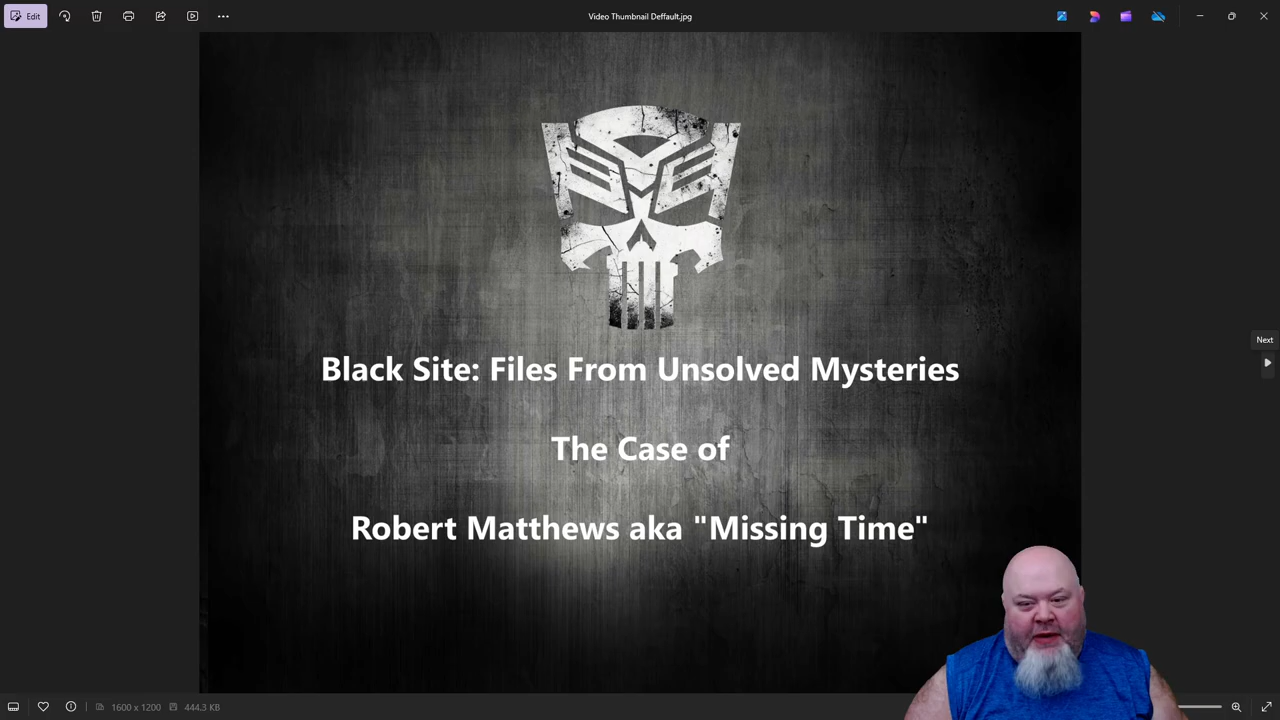 Edit
Video Thumbnail Deffault.jpg
Next
Black Site: Files From Unsolved Mysteries
The Case of
Robert Matthews aka "Missing Time"
1600 x 1200
444.3 KB